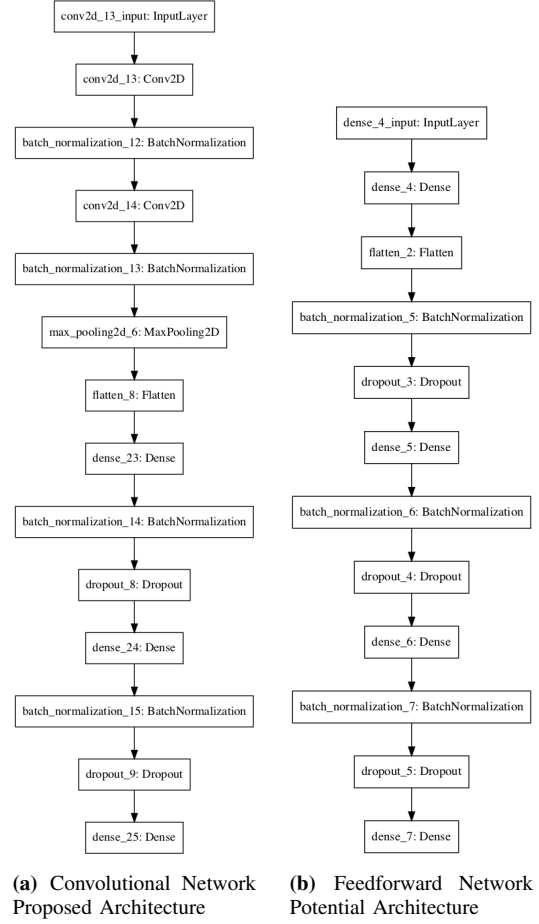 conv2d_13_input: InputLayer
conv2d_13: Conv2D
batch_normalization_12: BatchNormalization
conv2d_14: Conv2D
batch_normalization_13: BatchNormalization
max_pooling2d_6: MaxPooling2D
flatten_8: Flatten
dense_23: Dense
batch_normalization_14: BatchNormalization
dropout_8: Dropout
dense_24: Dense
batch_normalization_15: BatchNormalization
dropout_9: Dropout
dense_25: Dense
(a) Convolutional Network
Proposed Architecture
dense_4_input: InputLayer
dense_4: Dense
flatten_2: Flatten
batch_normalization_5: BatchNormalization
dropout_3: Dropout
dense_5: Dense
batch_normalization_6: BatchNormalization
dropout_4: Dropout
dense_6: Dense
batch_normalization_7: BatchNormalization
dropout_5: Dropout
dense_7: Dense
(b) Feedforward Network
Potential Architecture